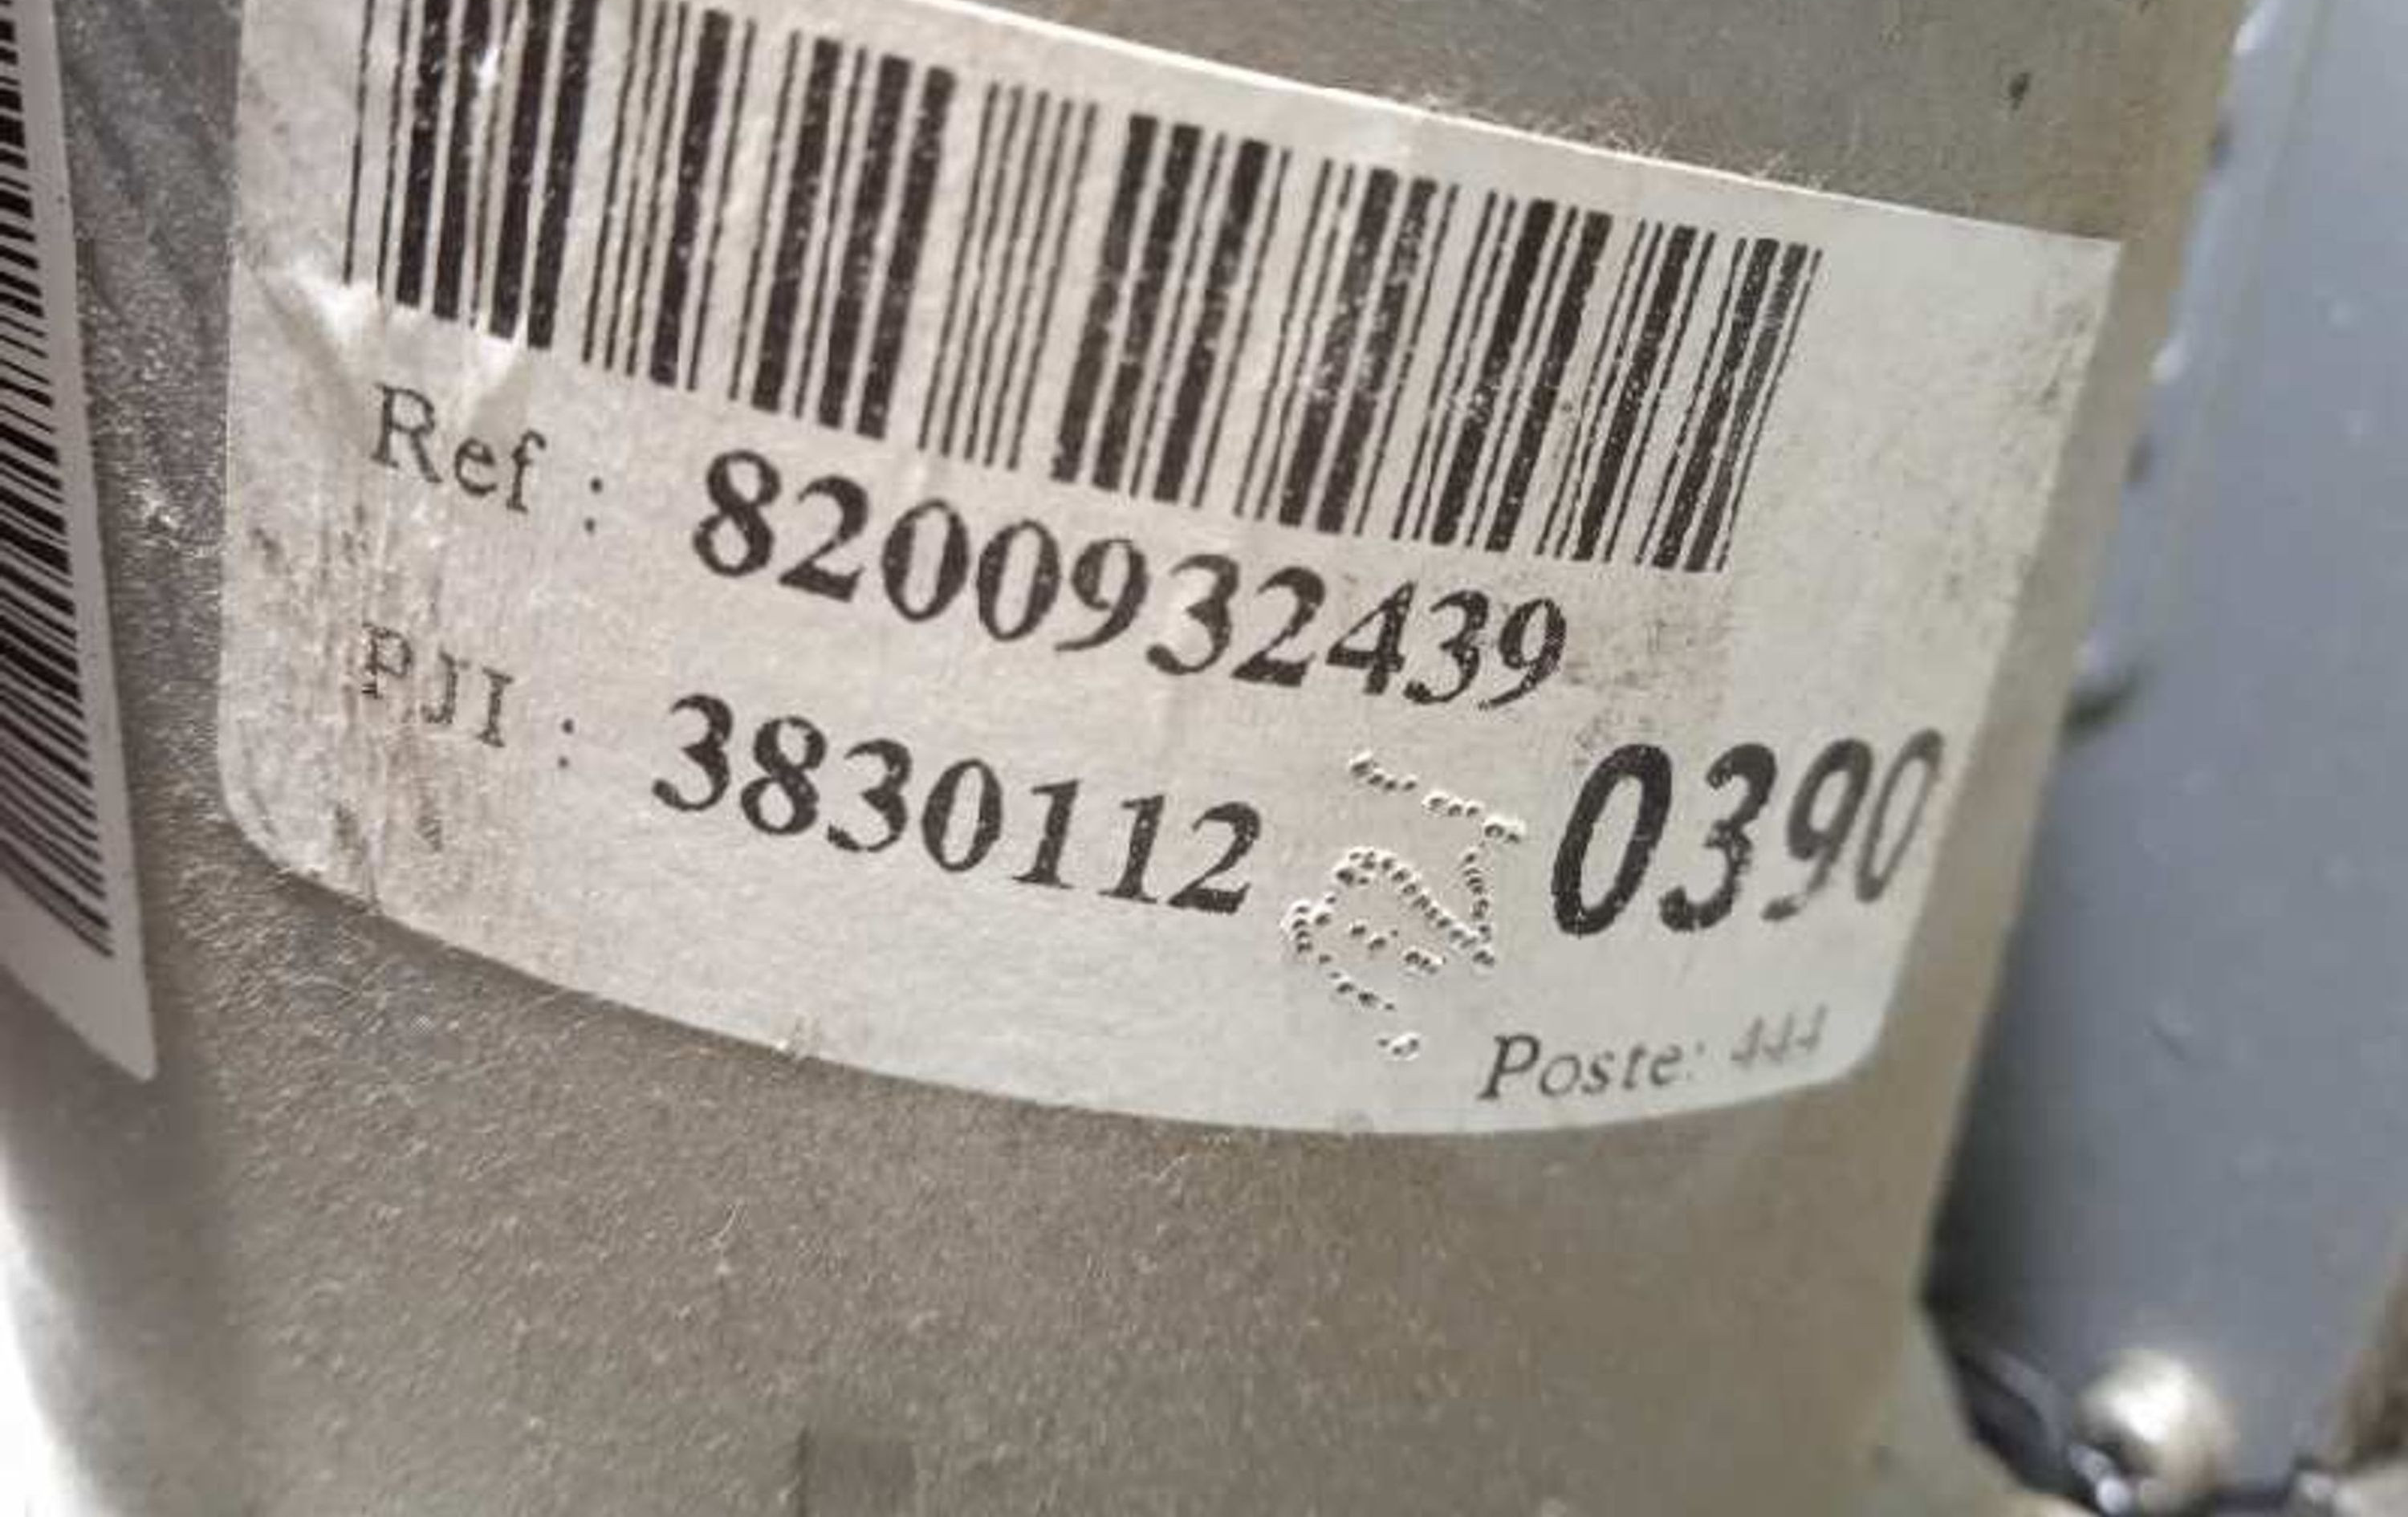 Ref : 8200932439
PJI : 3830112 0390
Poste: 444